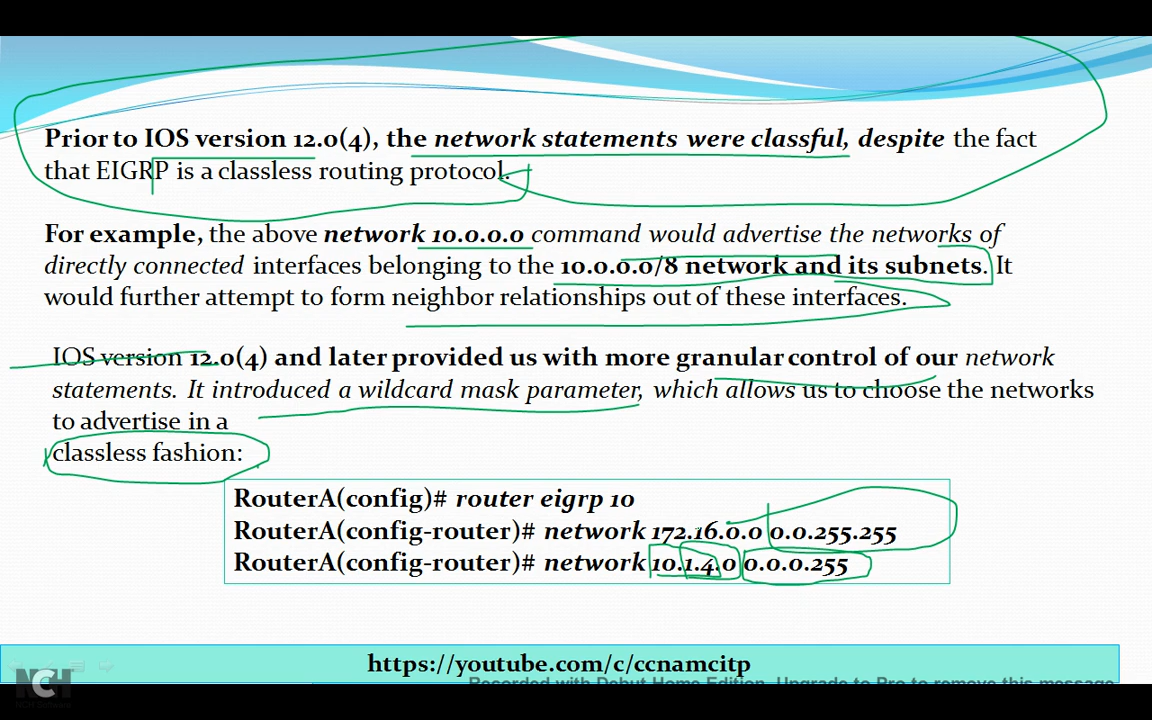 Prior to IOS version 12.0(4), the network statements were classful, despite the fact
that EIGRP is a classless routing protocol.
For example, the above network 10.0.0.0 command would advertise the networks of
directly connected interfaces belonging to the 10.0.0.0/8 network and its subnets. It
would further attempt to form neighbor relationships out of these interfaces.
IOS version 12.0(4) and later provided us with more granular control of our network
statements. It introduced a wildcard mask parameter, which allows us to choose the networks
to advertise in a
classless fashion:
RouterA(config)# router eigrp 10
RouterA(config-router)# network 172.16.0.0 0.0.255.255
RouterA(config-router)# network 10.1.4.0 0.0.0.255
https://youtube.com/c/ccnamcitp
NCH
NCH Software
Recorded with Debut Home Edition. Upgrade to Pro to remove this message